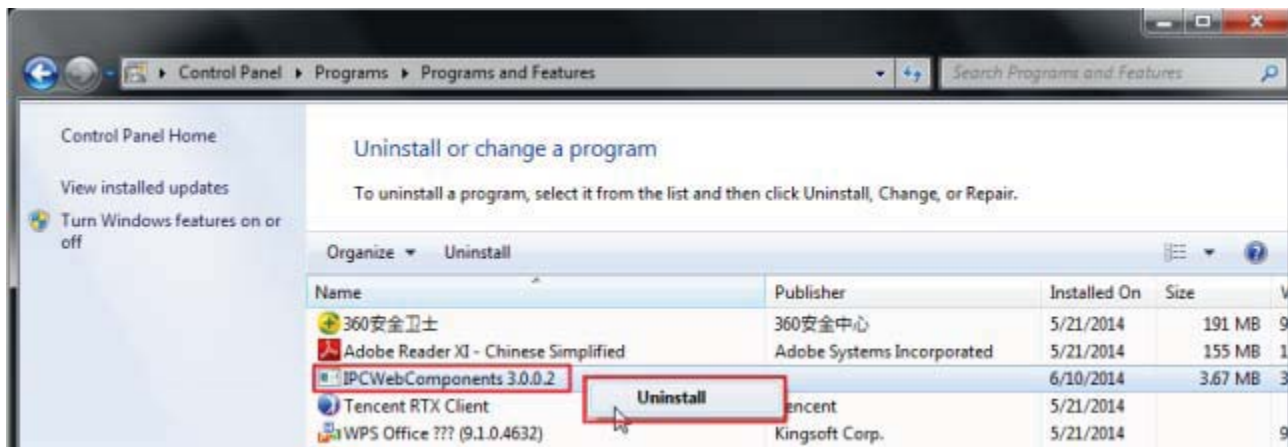 Control Panel ▸ Programs ▸ Programs and Features
Search Programs and Features
Control Panel Home
View installed updates
Turn Windows features on or
off
Uninstall or change a program
To uninstall a program, select it from the list and then click Uninstall, Change, or Repair.
Organize Uninstall
Name Publisher Installed On Size
360安全卫士 360安全中心 5/21/2014 191 MB 9
Adobe Reader XI - Chinese Simplified Adobe Systems Incorporated 5/21/2014 155 MB 1
IPCWebComponents 3.0.0.2 6/10/2014 3.67 MB 3
Uninstall
Tencent RTX Client encent 5/21/2014
WPS Office ??? (9.1.0.4632) Kingsoft Corp. 5/21/2014 9